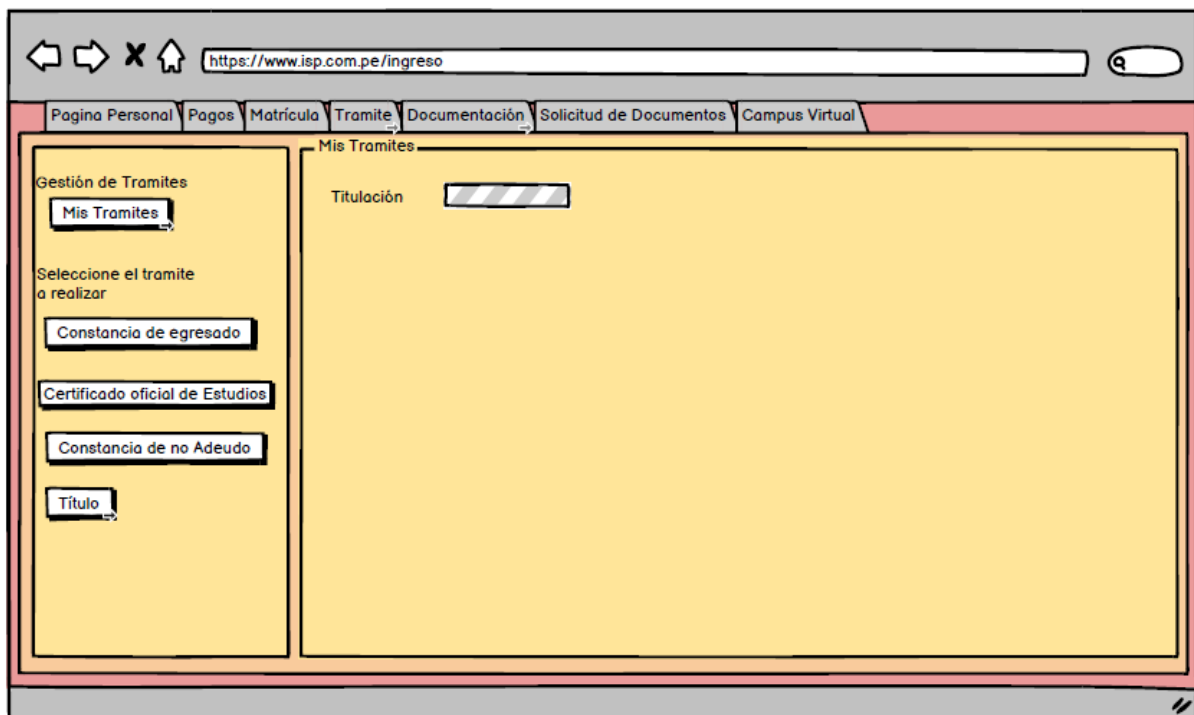 https://www.isp.com.pe/ingreso
Pagina Personal Pagos Matrícula Tramite Documentación Solicitud de Documentos Campus Virtual
Gestión de Tramites
Mis Tramites
Seleccione el tramite
a realizar
Constancia de egresado
Certificado oficial de Estudios
Constancia de no Adeudo
Título
Mis Tramites
Titulación